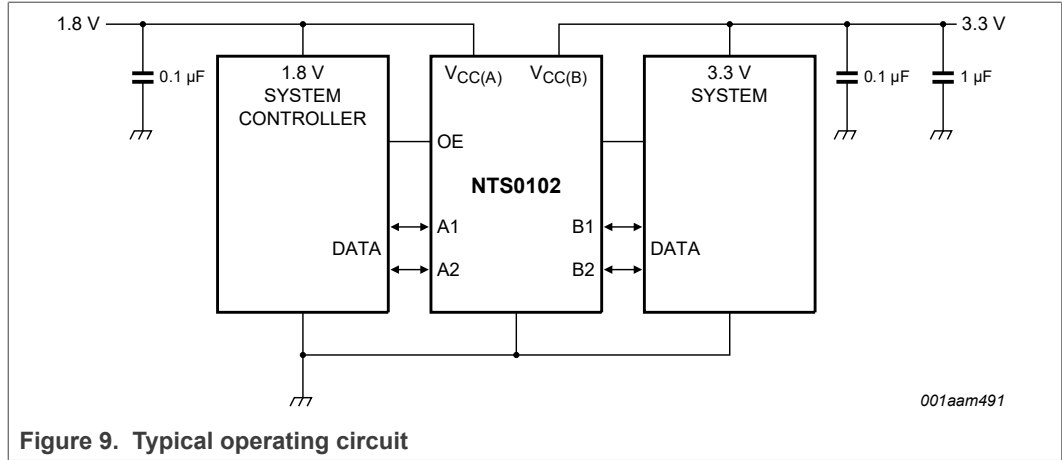 1.8 V
3.3 V
0.1 µF
1.8 V
SYSTEM
CONTROLLER
DATA
VCC(A)
VCC(B)
OE
NTS0102
A1
A2
B1
B2
3.3 V
SYSTEM
DATA
0.1 µF
1 µF
001aam491
Figure 9. Typical operating circuit